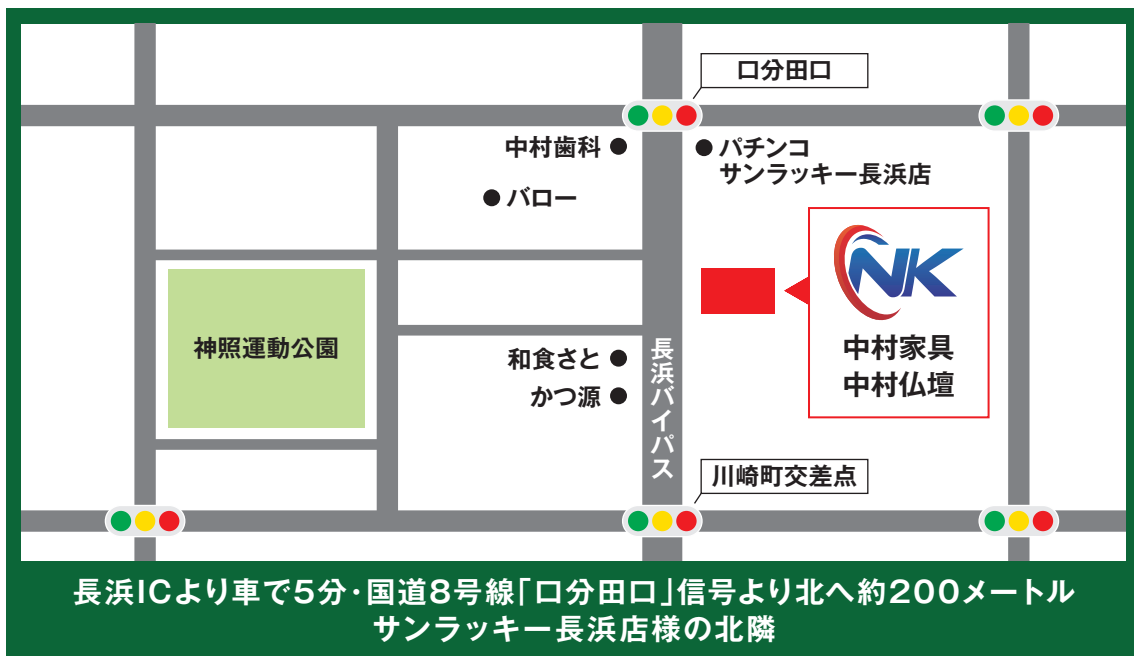 口分田口
中村歯科
パチンコ
サンラッキー長浜店
バロー
NK
中村家具
中村仏壇
神照運動公園
和食さと
かつ源
長浜バイパス
川崎町交差点
長浜ICより車で5分・国道8号線「口分田口」信号より北へ約200メートル
サンラッキー長浜店様の北隣